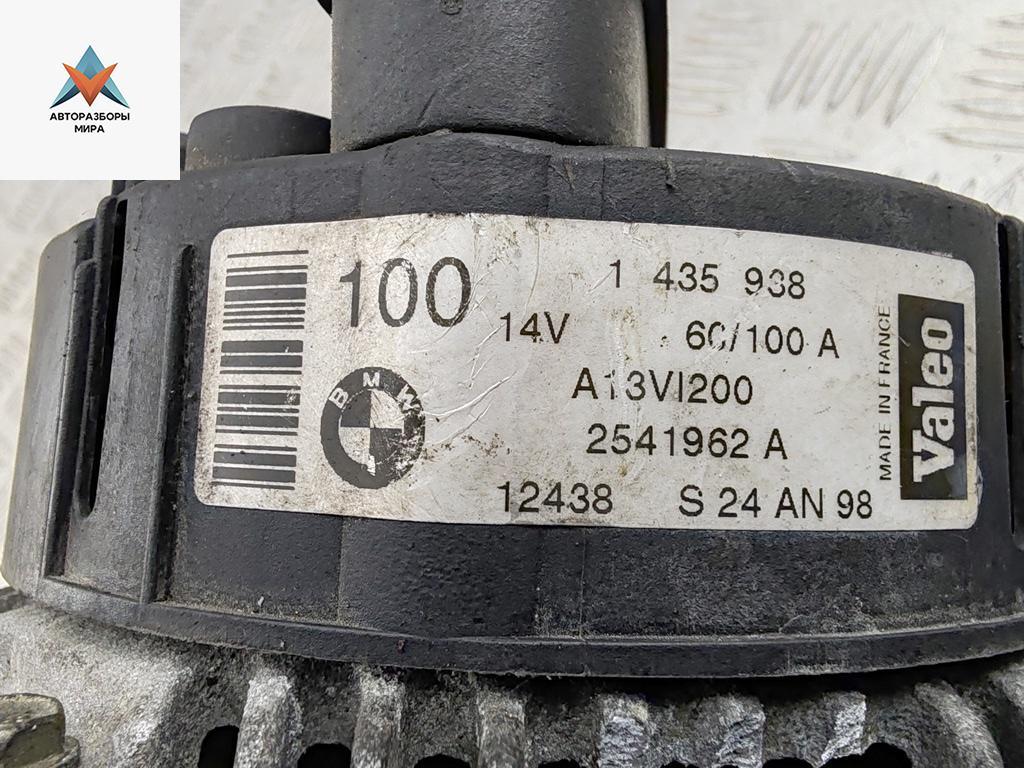 АВТОРАЗБОРЫ
МИРА
100
1 435 938
14V 60/100 A
BMW
A13VI200
2541962 A
12438 S 24 AN 98
MADE IN FRANCE
Valeo